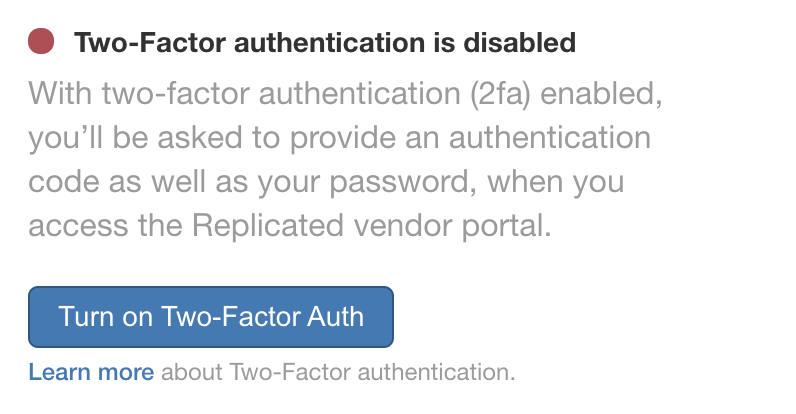 Two-Factor authentication is disabled
With two-factor authentication (2fa) enabled,
you’ll be asked to provide an authentication
code as well as your password, when you
access the Replicated vendor portal.
Turn on Two-Factor Auth
Learn more about Two-Factor authentication.